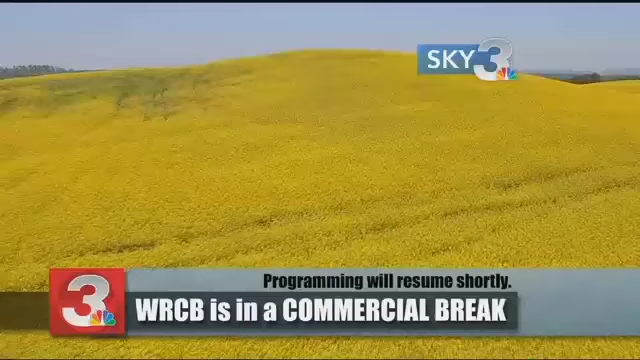 SKY 3
Programming will resume shortly.
3 WRCB is in a COMMERCIAL BREAK